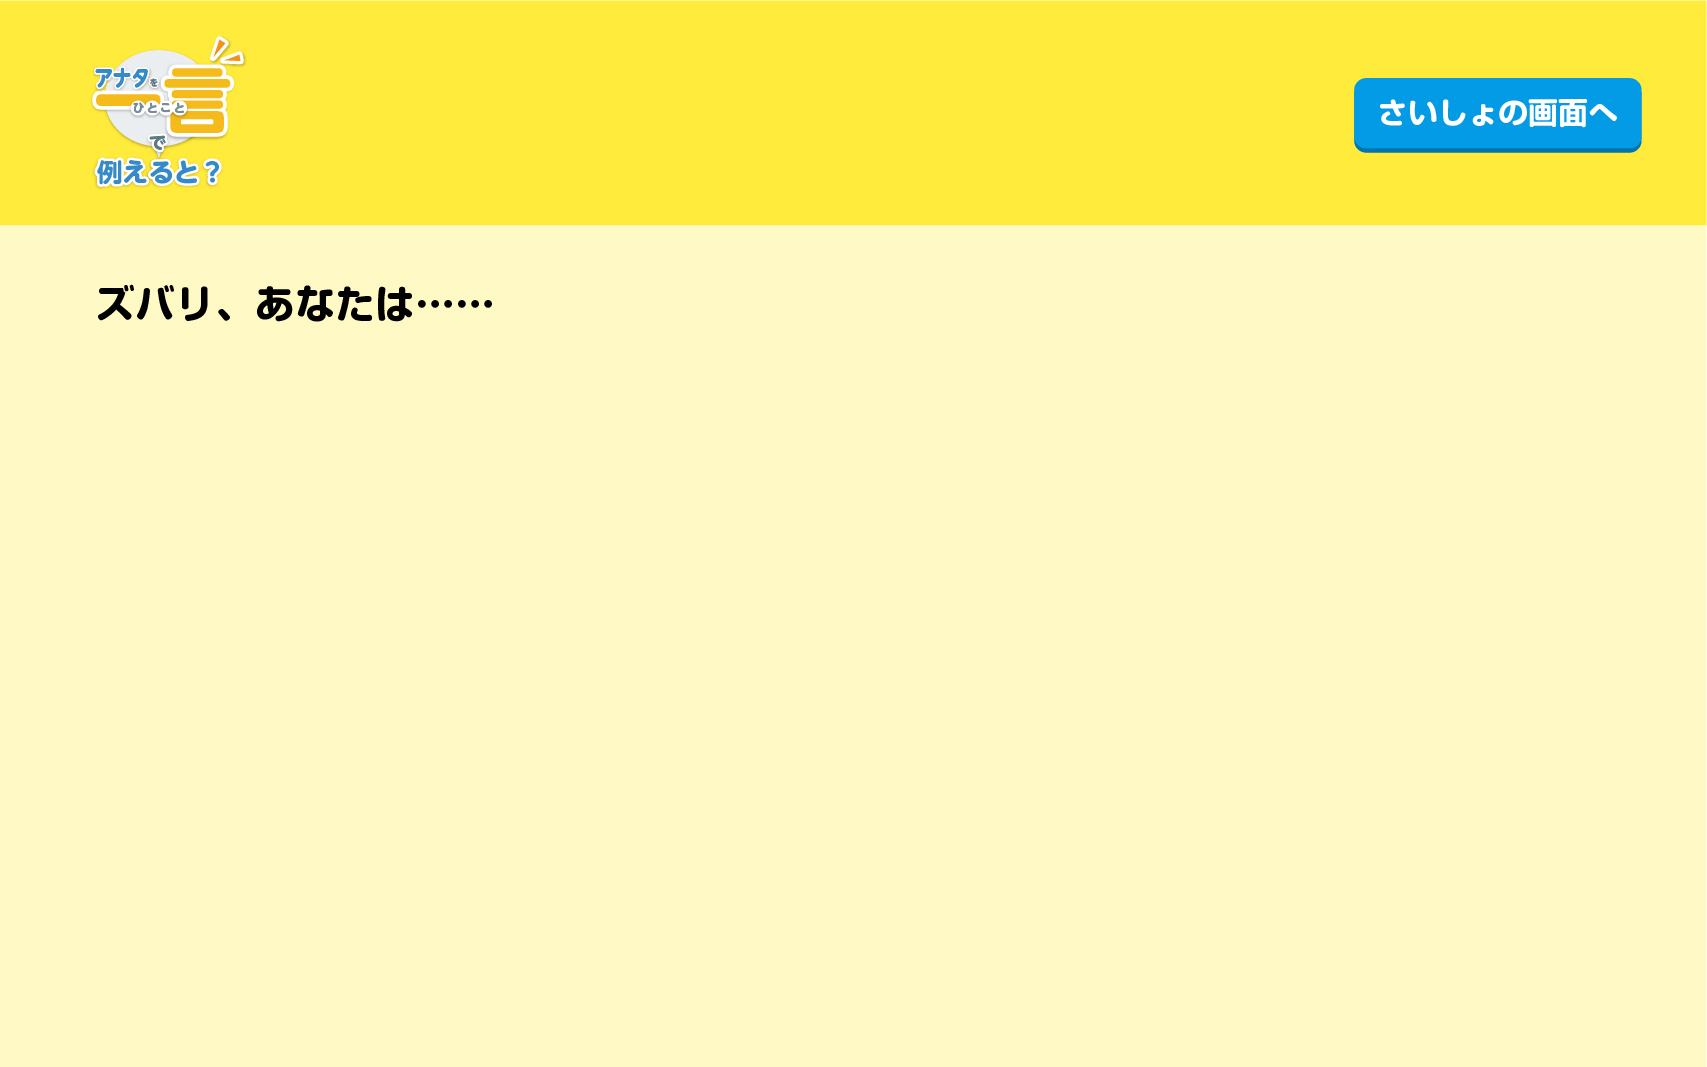 アナタを
一言
ひとこと
で
例えると？
さいしょの画面へ
ズバリ、あなたは……